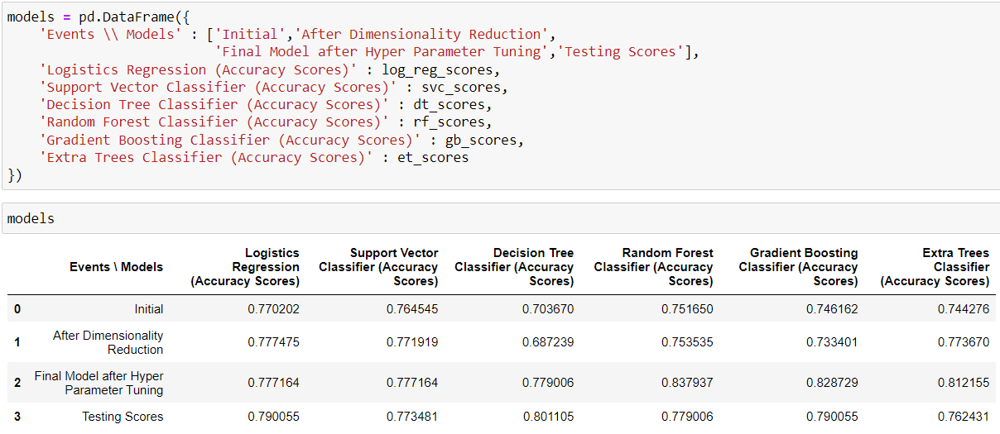 models = pd.DataFrame({
    'Events \\ Models' : ['Initial','After Dimensionality Reduction',
                          'Final Model after Hyper Parameter Tuning','Testing Scores'],
    'Logistics Regression (Accuracy Scores)' : log_reg_scores,
    'Support Vector Classifier (Accuracy Scores)' : svc_scores,
    'Decision Tree Classifier (Accuracy Scores)' : dt_scores,
    'Random Forest Classifier (Accuracy Scores)' : rf_scores,
    'Gradient Boosting Classifier (Accuracy Scores)' : gb_scores,
    'Extra Trees Classifier (Accuracy Scores)' : et_scores
})
models
Events \ Models
Logistics
Regression
(Accuracy Scores)
Support Vector
Classifier (Accuracy
Scores)
Decision Tree
Classifier (Accuracy
Scores)
Random Forest
Classifier (Accuracy
Scores)
Gradient Boosting
Classifier (Accuracy
Scores)
Extra Trees
Classifier
(Accuracy Scores)
0 Initial 0.770202 0.764545 0.703670 0.751650 0.746162 0.744276
After Dimensionality
1 Reduction 0.777475 0.771919 0.687239 0.753535 0.733401 0.773670
Final Model after Hyper
2 Parameter Tuning 0.777164 0.777164 0.779006 0.837937 0.828729 0.812155
3 Testing Scores 0.790055 0.773481 0.801105 0.779006 0.790055 0.762431